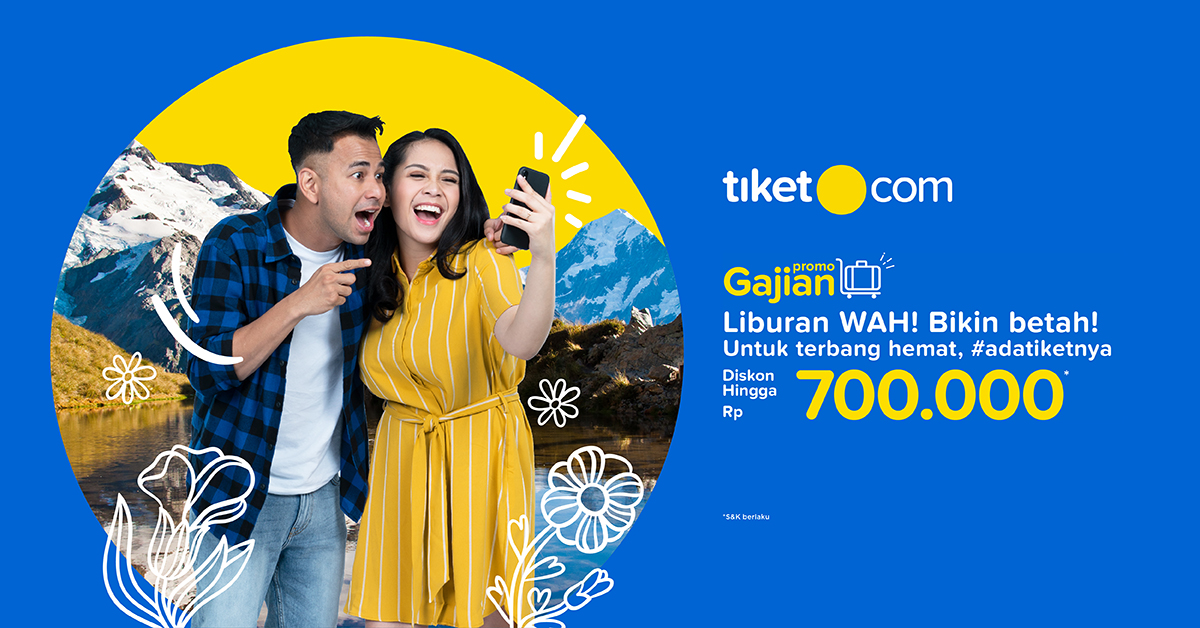 tiket com
promo
Gajian
Liburan WAH! Bikin betah!
Untuk terbang hemat, #adatiketnya
Diskon
Hingga
Rp 700.000*
*S&K berlaku